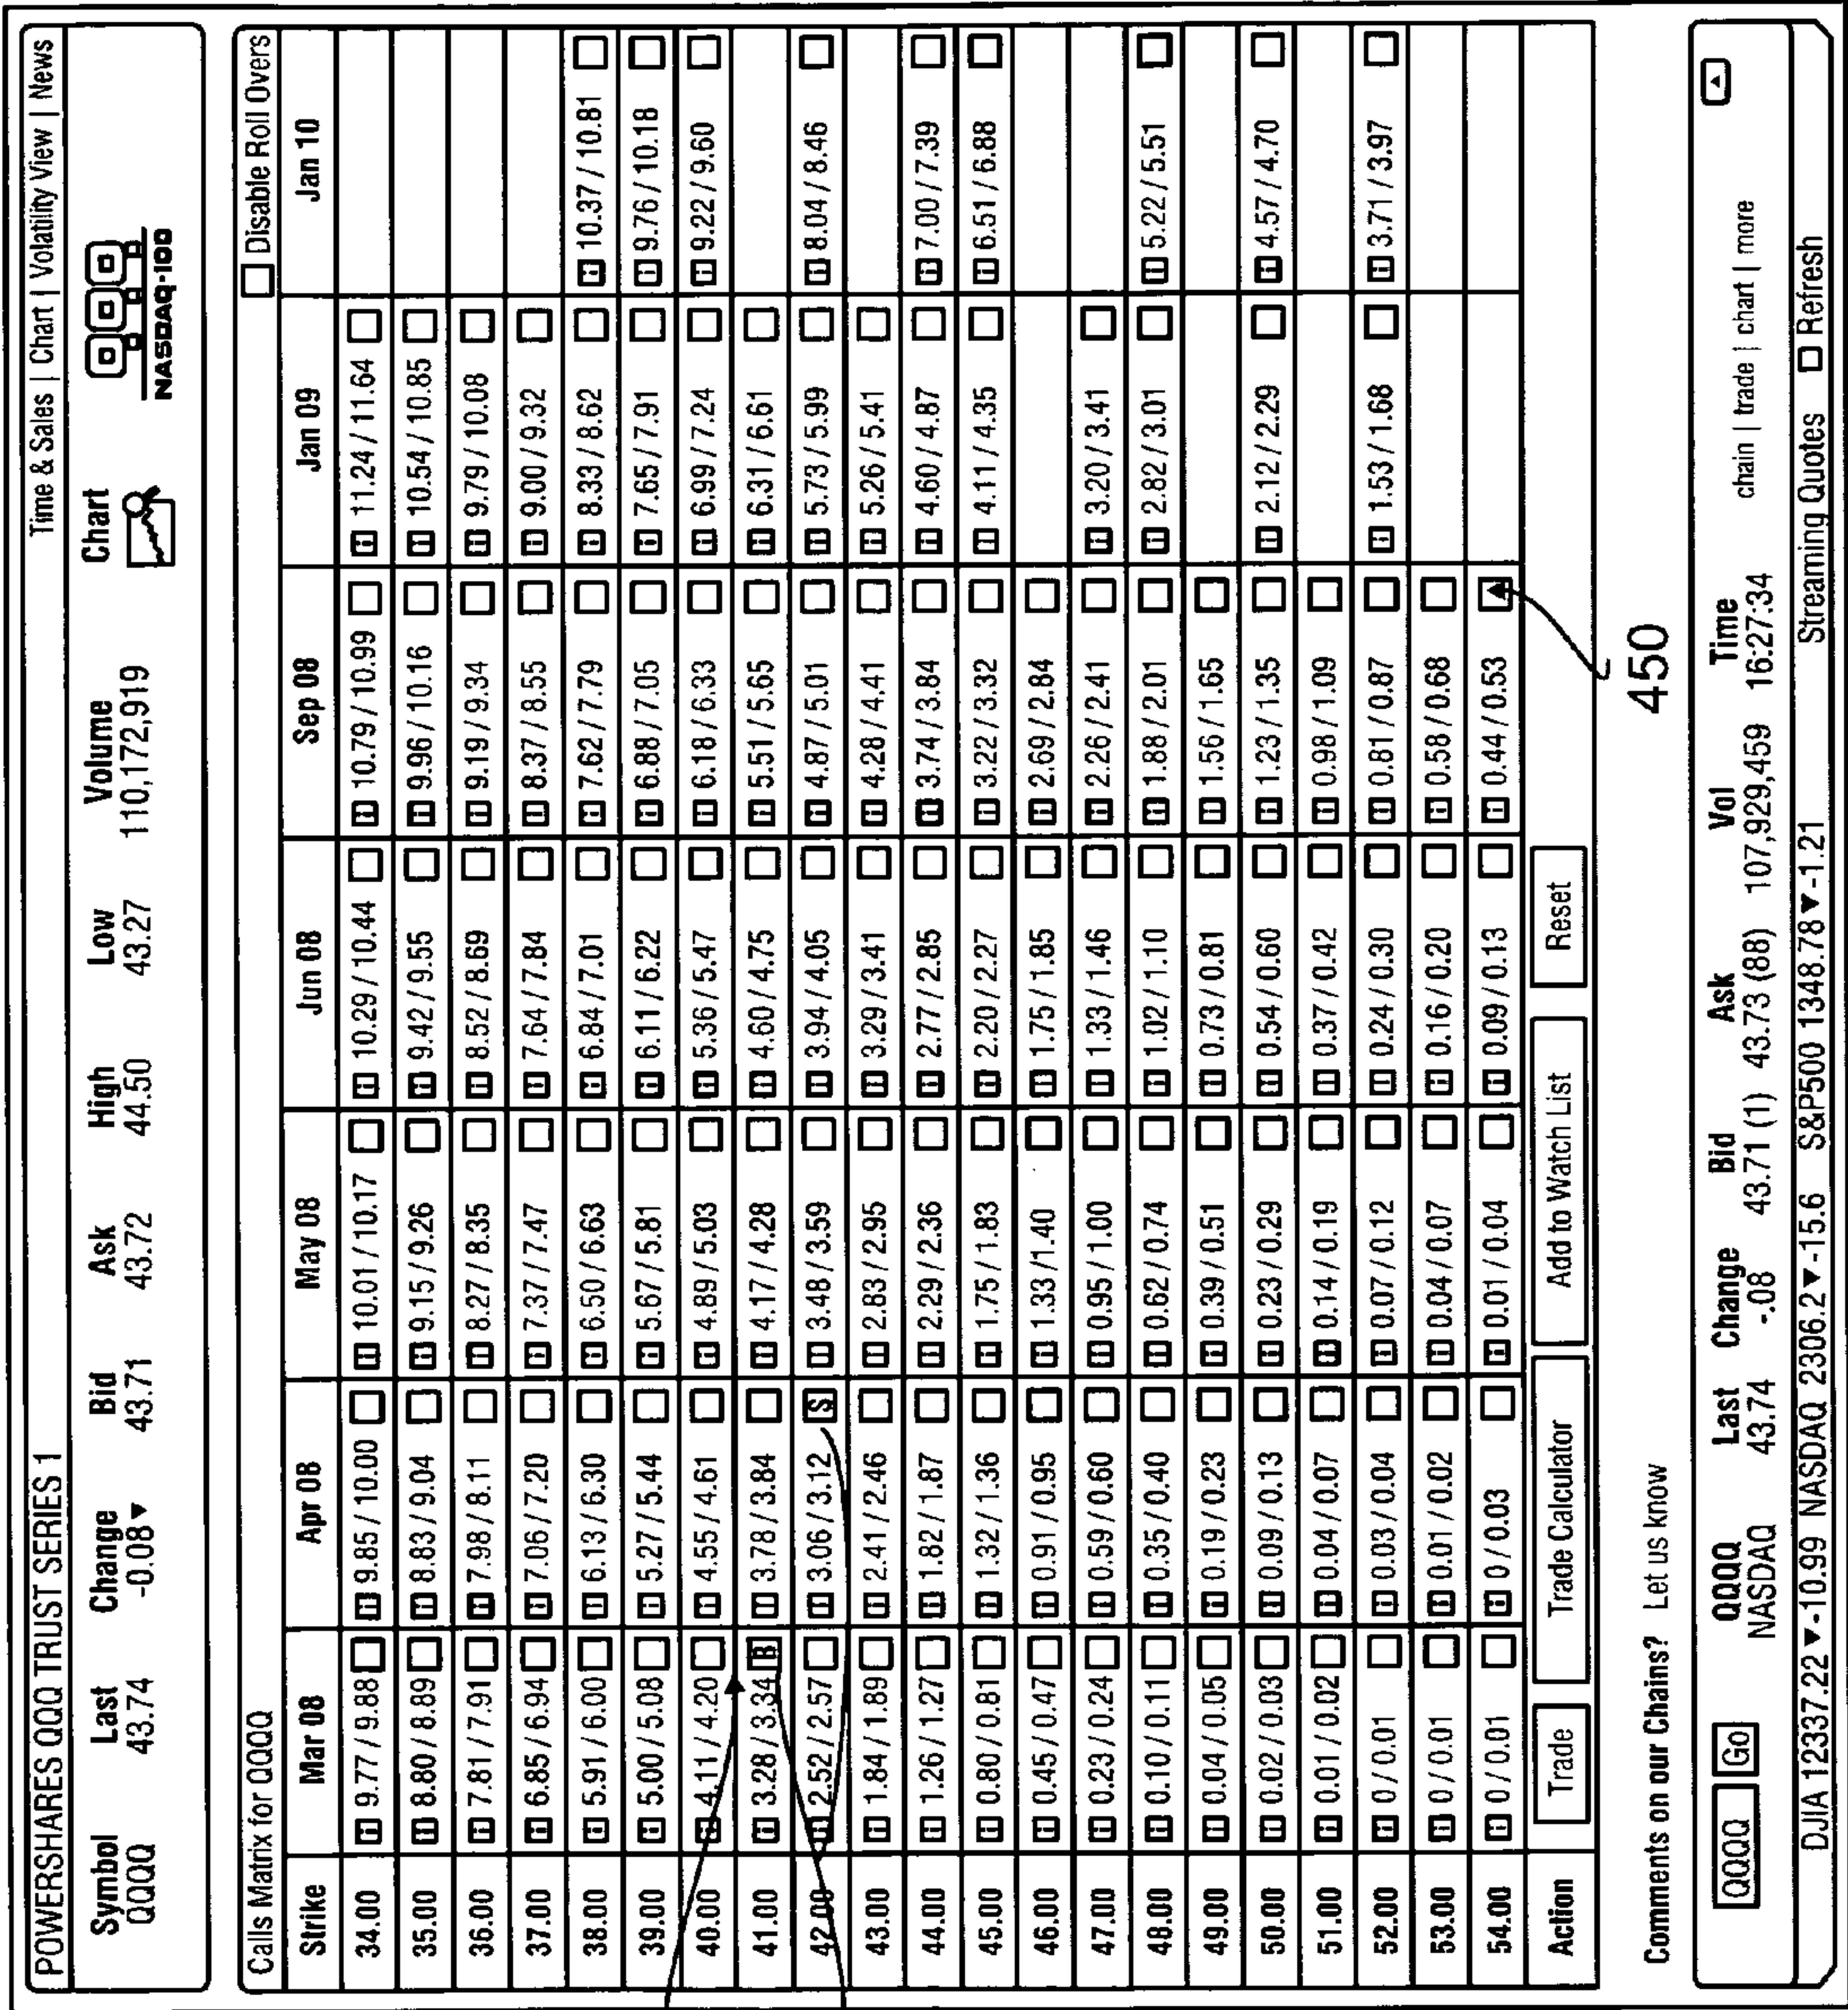 POWERSHARES QQQ TRUST SERIES 1 Time & Sales | Chart | Volatility View | News
Symbol Last Change Bid Ask High Low Volume Chart
QQQQ 43.74 -0.08▼ 43.71 43.72 44.50 43.27 110,172,919
NASDAQ-100
Calls Matrix for QQQQ Disable Roll Overs
Strike Mar 08 Apr 08 May 08 Jun 08 Sep 08 Jan 09 Jan 10
34.00 9.77 / 9.88 9.85 / 10.00 10.01 / 10.17 10.29 / 10.44 10.79 / 10.99 11.24 / 11.64
35.00 8.80 / 8.89 8.83 / 9.04 9.15 / 9.26 9.42 / 9.55 9.96 / 10.16 10.54 / 10.85
36.00 7.81 / 7.91 7.98 / 8.11 8.27 / 8.35 8.52 / 8.69 9.19 / 9.34 9.79 / 10.08
37.00 6.85 / 6.94 7.06 / 7.20 7.37 / 7.47 7.64 / 7.84 8.37 / 8.55 9.00 / 9.32
38.00 5.91 / 6.00 6.13 / 6.30 6.50 / 6.63 6.84 / 7.01 7.62 / 7.79 8.33 / 8.62 10.37 / 10.81
39.00 5.00 / 5.08 5.27 / 5.44 5.67 / 5.81 6.11 / 6.22 6.88 / 7.05 7.65 / 7.91 9.76 / 10.18
40.00 4.11 / 4.20 4.55 / 4.61 4.89 / 5.03 5.36 / 5.47 6.18 / 6.33 6.99 / 7.24 9.22 / 9.60
41.00 3.28 / 3.34 B 3.78 / 3.84 4.17 / 4.28 4.60 / 4.75 5.51 / 5.65 6.31 / 6.61
42.00 2.52 / 2.57 3.06 / 3.12 S 3.48 / 3.59 3.94 / 4.05 4.87 / 5.01 5.73 / 5.99 8.04 / 8.46
43.00 1.84 / 1.89 2.41 / 2.46 2.83 / 2.95 3.29 / 3.41 4.28 / 4.41 5.26 / 5.41
44.00 1.26 / 1.27 1.82 / 1.87 2.29 / 2.36 2.77 / 2.85 3.74 / 3.84 4.60 / 4.87 7.00 / 7.39
45.00 0.80 / 0.81 1.32 / 1.36 1.75 / 1.83 2.20 / 2.27 3.22 / 3.32 4.11 / 4.35 6.51 / 6.88
46.00 0.45 / 0.47 0.91 / 0.95 1.33 / 1.40 1.75 / 1.85 2.69 / 2.84
47.00 0.23 / 0.24 0.59 / 0.60 0.95 / 1.00 1.33 / 1.46 2.26 / 2.41 3.20 / 3.41
48.00 0.10 / 0.11 0.35 / 0.40 0.62 / 0.74 1.02 / 1.10 1.88 / 2.01 2.82 / 3.01 5.22 / 5.51
49.00 0.04 / 0.05 0.19 / 0.23 0.39 / 0.51 0.73 / 0.81 1.56 / 1.65
50.00 0.02 / 0.03 0.09 / 0.13 0.23 / 0.29 0.54 / 0.60 1.23 / 1.35 2.12 / 2.29 4.57 / 4.70
51.00 0.01 / 0.02 0.04 / 0.07 0.14 / 0.19 0.37 / 0.42 0.98 / 1.09
52.00 0 / 0.01 0.03 / 0.04 0.07 / 0.12 0.24 / 0.30 0.81 / 0.87 1.53 / 1.68 3.71 / 3.97
53.00 0 / 0.01 0.01 / 0.02 0.04 / 0.07 0.16 / 0.20 0.58 / 0.68
54.00 0 / 0.01 0 / 0.03 0.01 / 0.04 0.09 / 0.13 0.44 / 0.53
Action Trade Trade Calculator Add to Watch List Reset
450
Comments on our Chains? Let us know
QQQQ Go QQQQ Last Change Bid Ask Vol Time chain | trade | chart | more
NASDAQ 43.74 -.08 43.71 (1) 43.73 (88) 107,929,459 16:27:34
DJIA 12337.22▼-10.99 NASDAQ 2306.2▼-15.6 S&P500 1348.78▼-1.21 Streaming Quotes Refresh